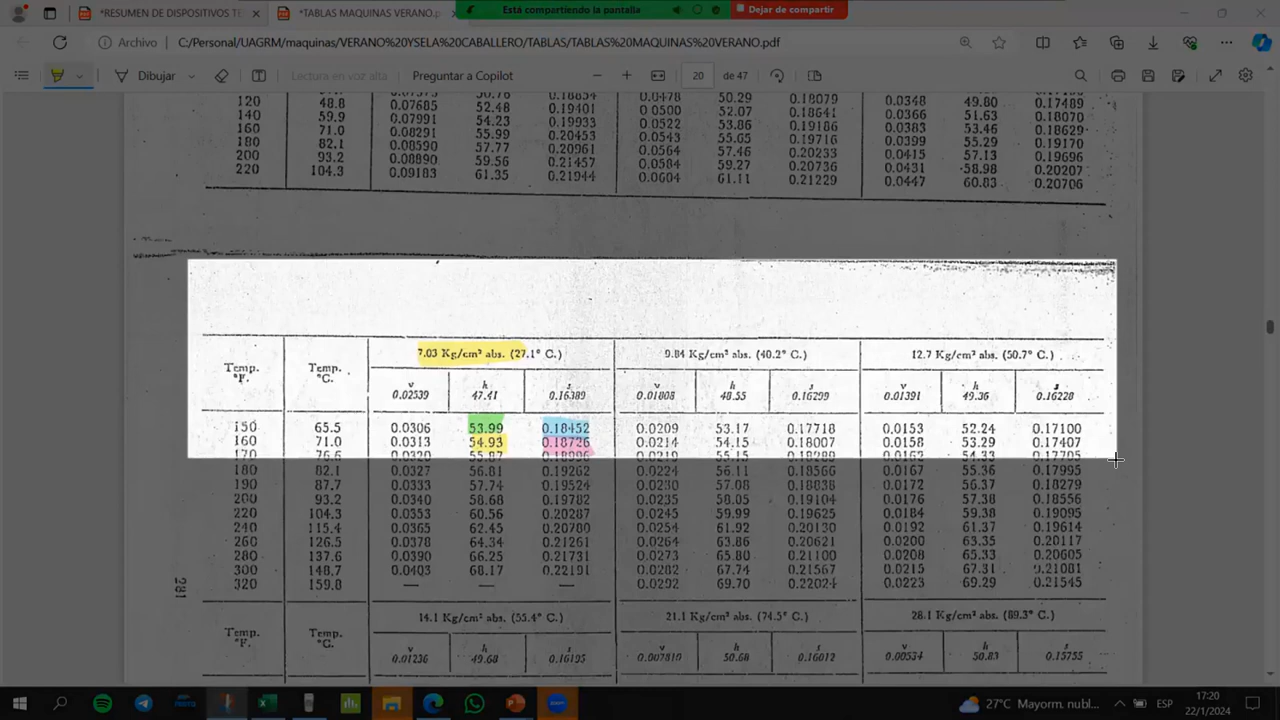 *RESUMEN DE DISPOSITIVOS TE
*TABLAS MAQUINAS VERANO.p
Está compartiendo la pantalla
Dejar de compartir
Archivo C:/Personal/UAGRM/maquinas/VERANO%20YSELA%20CABALLERO/TABLAS/TABLAS%20MAQUINAS%20VERANO.pdf
Dibujar
Lectura en voz alta
Preguntar a Copilot
20 de 47
120 48.8 0.07685 52.48 0.19401 0.0500 52.07 0.18641 0.0366 51.63 0.18070
140 59.9 0.07991 54.23 0.19933 0.0522 53.86 0.19186 0.0383 53.46 0.18629
160 71.0 0.08291 55.99 0.20453 0.0543 55.65 0.19716 0.0399 55.29 0.19170
180 82.1 0.08590 57.77 0.20961 0.0564 57.46 0.20233 0.0415 57.13 0.19696
200 93.2 0.08890 59.56 0.21457 0.0584 59.27 0.20736 0.0431 58.98 0.20207
220 104.3 0.09183 61.35 0.21944 0.0604 61.11 0.21229 0.0447 60.83 0.20706
Temp. °F. Temp. °C. 7.03 Kg/cm² abs. (27.1° C.) 9.84 Kg/cm² abs. (40.2° C.) 12.7 Kg/cm² abs. (50.7° C.)
v h s v h s v h s
0.02539 47.41 0.16389 0.01808 48.55 0.16299 0.01391 49.36 0.16228
150 65.5 0.0306 53.99 0.18452 0.0209 53.17 0.17718 0.0153 52.24 0.17100
160 71.0 0.0313 54.93 0.18726 0.0214 54.15 0.18007 0.0158 53.29 0.17407
170 76.6 0.0320 55.87 0.18996 0.0219 55.15 0.18289 0.0162 54.33 0.17705
180 82.1 0.0327 56.81 0.19262 0.0224 56.11 0.18566 0.0167 55.36 0.17995
190 87.7 0.0333 57.74 0.19524 0.0230 57.08 0.18838 0.0172 56.37 0.18279
200 93.2 0.0340 58.68 0.19782 0.0235 58.05 0.19104 0.0176 57.38 0.18556
220 104.3 0.0353 60.56 0.20287 0.0245 59.99 0.19625 0.0184 59.38 0.19095
240 115.4 0.0365 62.45 0.20780 0.0254 61.92 0.20130 0.0192 61.37 0.19614
260 126.5 0.0378 64.34 0.21261 0.0264 63.86 0.20621 0.0200 63.35 0.20117
280 137.6 0.0390 66.25 0.21731 0.0273 65.80 0.21100 0.0208 65.33 0.20605
300 148.7 0.0403 68.17 0.22191 0.0282 67.74 0.21567 0.0215 67.31 0.21081
320 159.8 — — — 0.0292 69.70 0.22024 0.0223 69.29 0.21545
281
Temp. °F. Temp. °C. 14.1 Kg/cm² abs. (55.4° C.) 21.1 Kg/cm² abs. (74.5° C.) 28.1 Kg/cm² abs. (89.3° C.)
v h s v h s v h s
0.01236 49.68 0.16195 0.007810 50.68 0.16012 0.00534 50.83 0.15755
27°C Mayorm. nubl...
ESP
17:20
22/1/2024